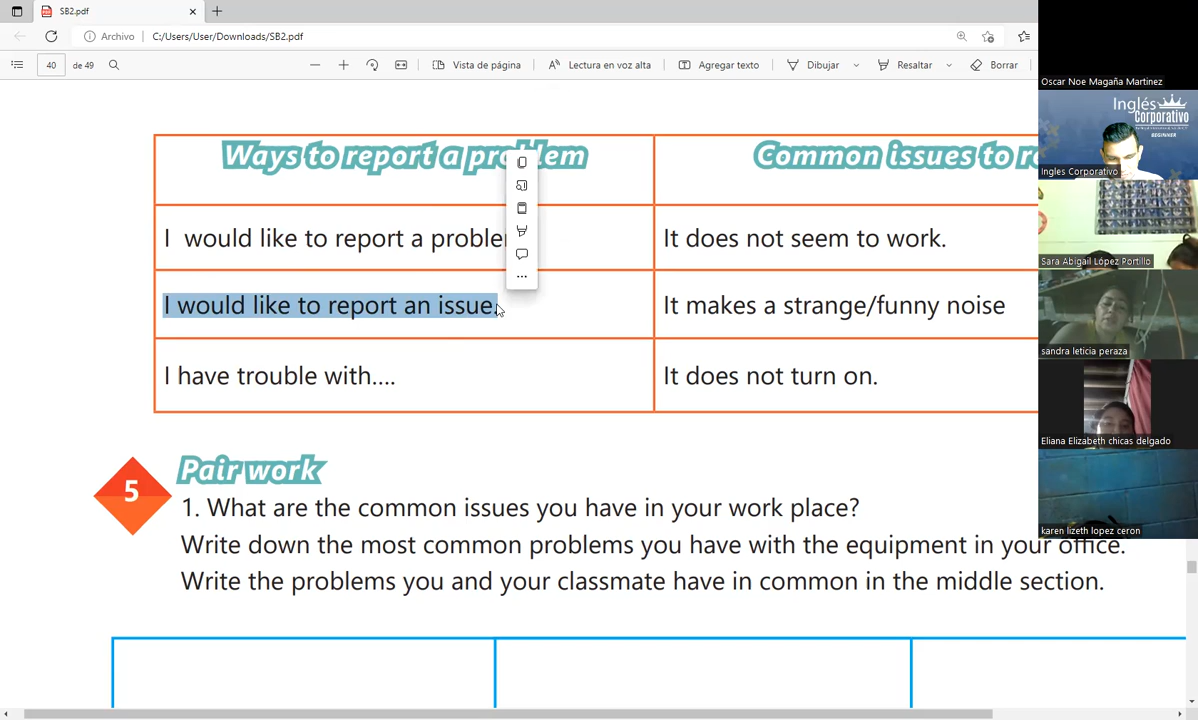 SB2.pdf
Archivo C:/Users/User/Downloads/SB2.pdf
40 de 49 Vista de página Lectura en voz alta Agregar texto Dibujar Resaltar Borrar
Ways to report a problem Common issues to
I  would like to report a It does not seem to work.
I would like to report an issue. It makes a strange/funny noise
I have trouble with.... It does not turn on.
5
Pair work
1. What are the common issues you have in your work place?
Write down the most common problems you have with the equipment in your office.
Write the problems you and your classmate have in common in the middle section.
Oscar Noe Magaña Martinez
Inglés
Corporativo
BEGINNER
Ingles Corporativo
Sara Abigail López Portillo
sandra leticia peraza
Eliana Elizabeth chicas delgado
karen lizeth lopez ceron